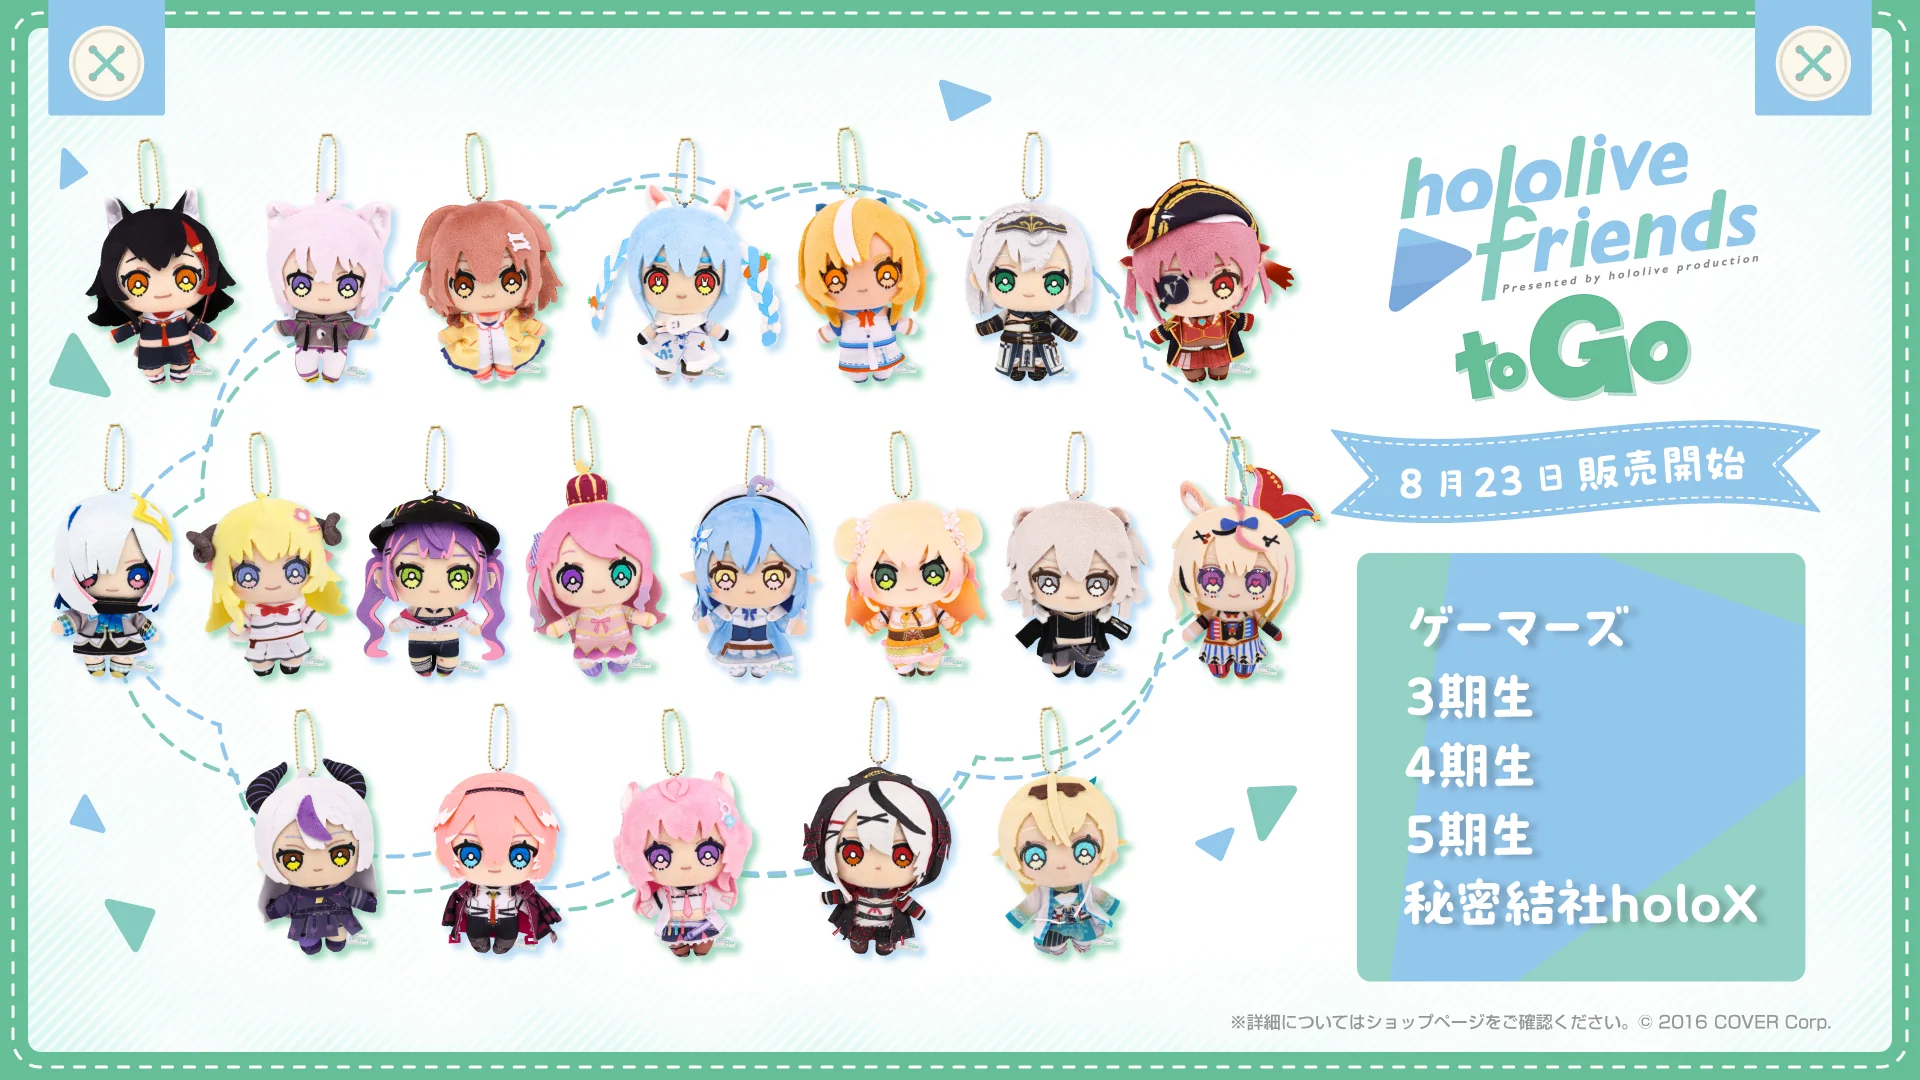 hololive
friends
Presented by hololive production
to Go
8月23日 販売開始
ゲーマーズ
3期生
4期生
5期生
秘密結社holoX
※詳細についてはショップページをご確認ください。© 2016 COVER Corp.